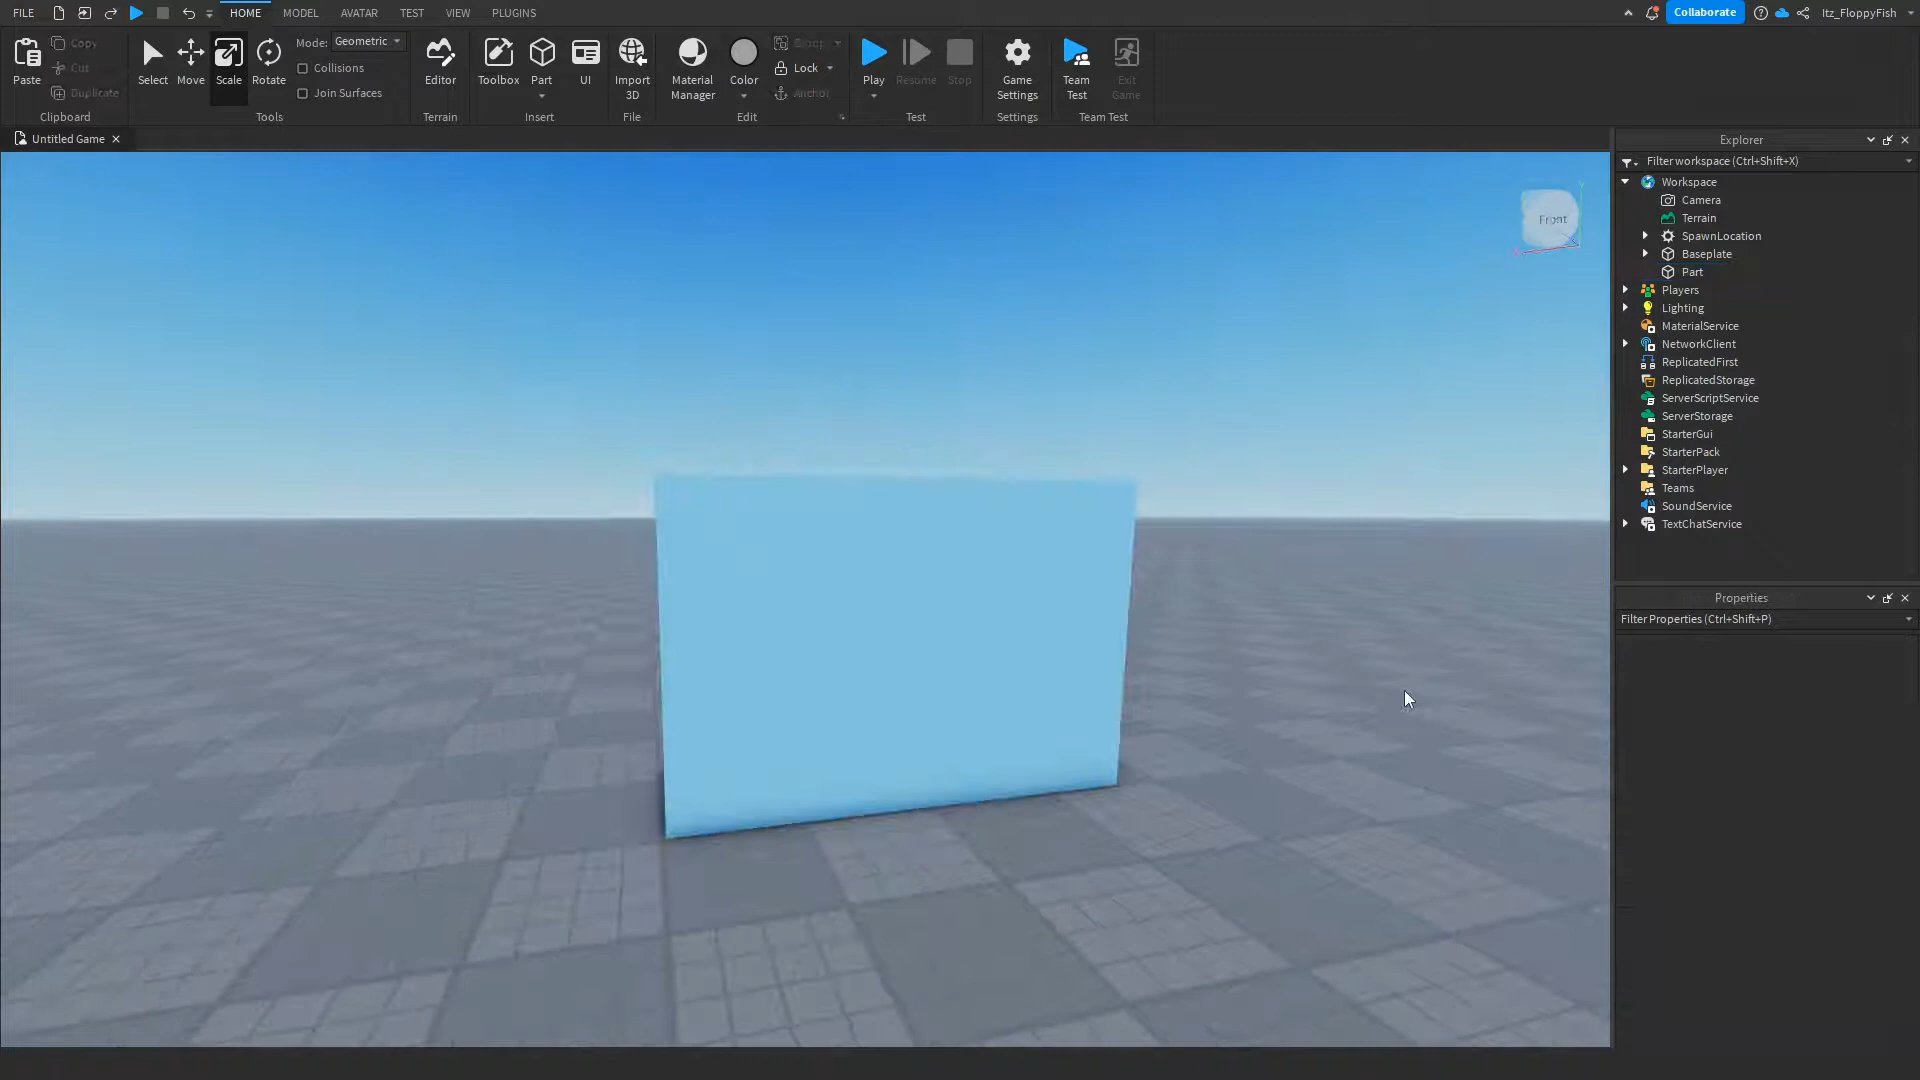 FILE HOME MODEL AVATAR TEST VIEW PLUGINS Collaborate Itz_FloppyFish
Paste Copy Cut Duplicate
Clipboard
Select Move Scale Rotate
Mode: Geometric
Collisions
Join Surfaces
Tools
Editor
Terrain
Toolbox Part UI
Insert
Import
3D
File
Material
Manager
Color
Group
Lock
Anchor
Edit
Play Resume Stop
Test
Game
Settings
Settings
Team
Test
Exit
Game
Team Test
Untitled Game
Front
Explorer
Filter workspace (Ctrl+Shift+X)
Workspace
Camera
Terrain
SpawnLocation
Baseplate
Part
Players
Lighting
MaterialService
NetworkClient
ReplicatedFirst
ReplicatedStorage
ServerScriptService
ServerStorage
StarterGui
StarterPack
StarterPlayer
Teams
SoundService
TextChatService
Properties
Filter Properties (Ctrl+Shift+P)